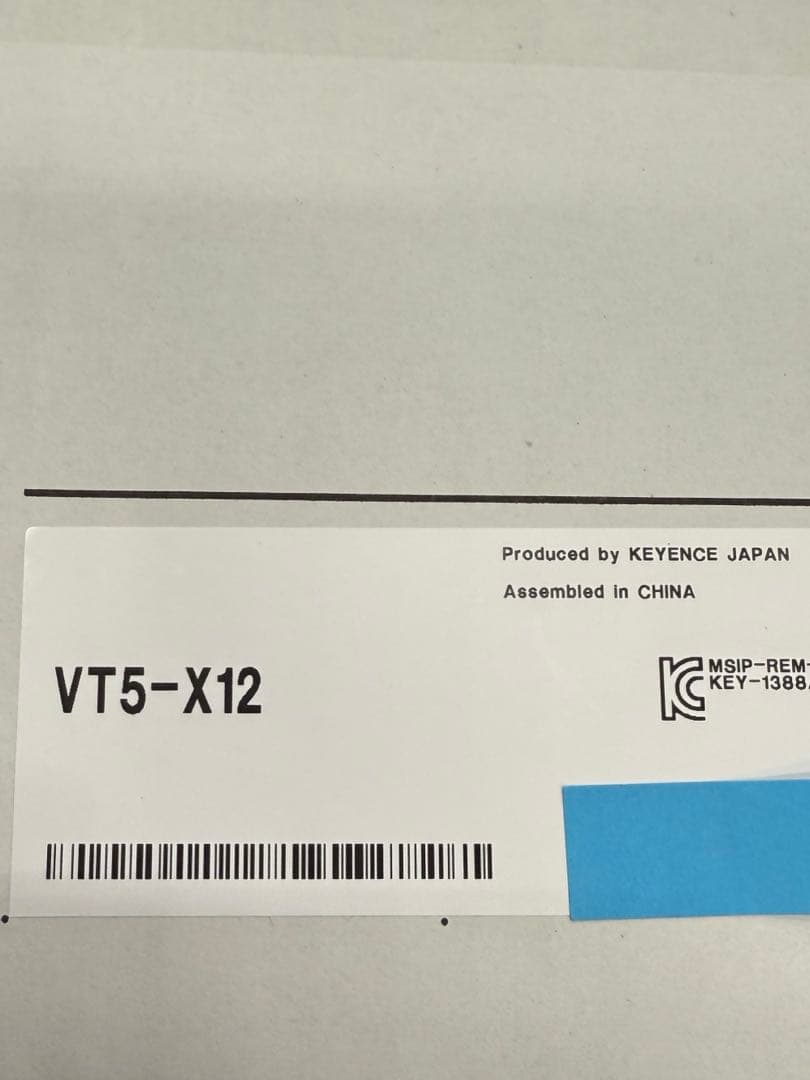 Produced by KEYENCE JAPAN
Assembled in CHINA
VT5-X12
MSIP-REM-
KEY-1388